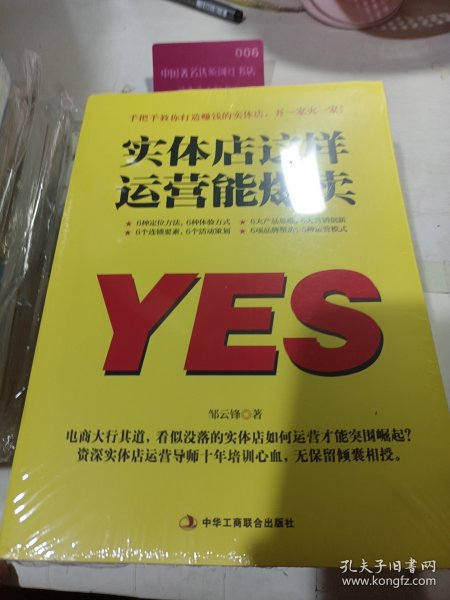 006
中国著名优质图片书店
手把手教你打造赚钱的实体店，开一家火一家！
实体店这样
运营能爆卖
★ 6种定位方法，6种体验方式 ★ 6大产品思维，6大营销创新
★ 6个连锁要素，6个活动策划 ★ 6项品牌塑造，6种运营模式
YES
邹云锋◎著
电商大行其道，看似没落的实体店如何运营才能突围崛起？
资深实体店运营导师十年培训心血，无保留倾囊相授。
中华工商联合出版社
孔夫子旧书网
www.kongfz.com